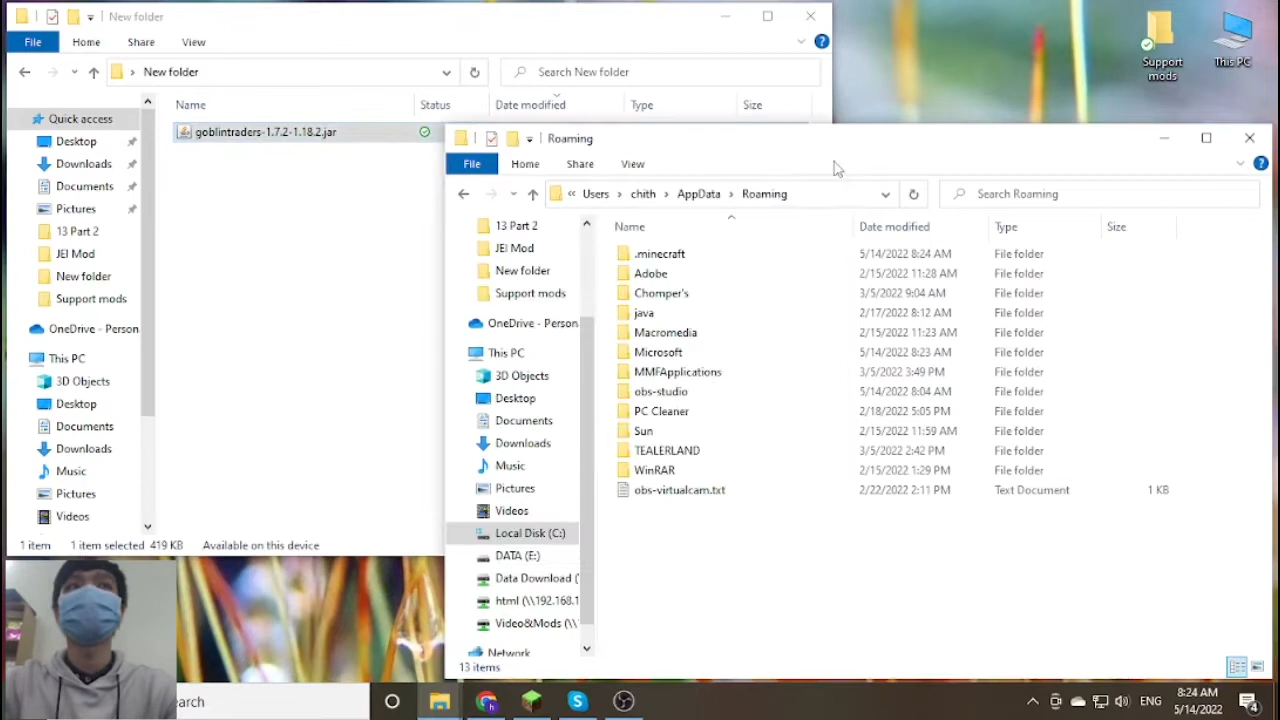 New folder
File Home Share View
New folder
Search New folder
Name Status Date modified Type Size
Quick access
Desktop
Downloads
Documents
Pictures
13 Part 2
JEI Mod
New folder
Support mods
OneDrive - Person
This PC
3D Objects
Desktop
Documents
Downloads
Music
Pictures
Videos
goblintraders-1.7.2-1.18.2.jar
1 item 1 item selected 419 KB Available on this device
Support mods
This PC
Roaming
File Home Share View
« Users › chith › AppData › Roaming
Search Roaming
13 Part 2
JEI Mod
New folder
Support mods
OneDrive - Person
This PC
3D Objects
Desktop
Documents
Downloads
Music
Pictures
Videos
Local Disk (C:)
DATA (E:)
Data Download (
html (\\192.168.1
Video&Mods (\\
Network
Name Date modified Type Size
.minecraft 5/14/2022 8:24 AM File folder
Adobe 2/15/2022 11:28 AM File folder
Chomper's 3/5/2022 9:04 AM File folder
java 2/17/2022 8:12 AM File folder
Macromedia 2/15/2022 11:23 AM File folder
Microsoft 5/14/2022 8:23 AM File folder
MMFApplications 3/5/2022 3:49 PM File folder
obs-studio 5/14/2022 8:04 AM File folder
PC Cleaner 2/18/2022 5:05 PM File folder
Sun 2/15/2022 11:59 AM File folder
TEALERLAND 3/5/2022 2:42 PM File folder
WinRAR 2/15/2022 1:29 PM File folder
obs-virtualcam.txt 2/22/2022 2:11 PM Text Document 1 KB
13 items
earch
ENG
8:24 AM
5/14/2022
4